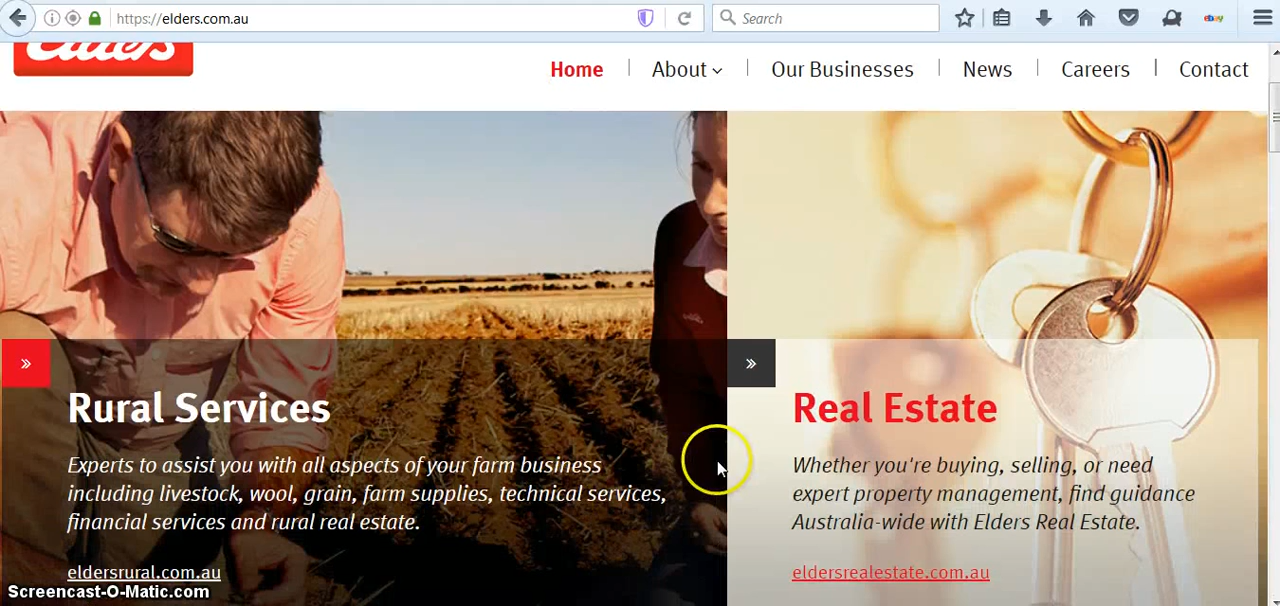 https://elders.com.au
Search
ebay
Elders
Home
About
Our Businesses
News
Careers
Contact
Rural Services
Experts to assist you with all aspects of your farm business
including livestock, wool, grain, farm supplies, technical services,
financial services and rural real estate.
eldersrural.com.au
Real Estate
Whether you're buying, selling, or need
expert property management, find guidance
Australia-wide with Elders Real Estate.
eldersrealestate.com.au
Screencast-O-Matic.com